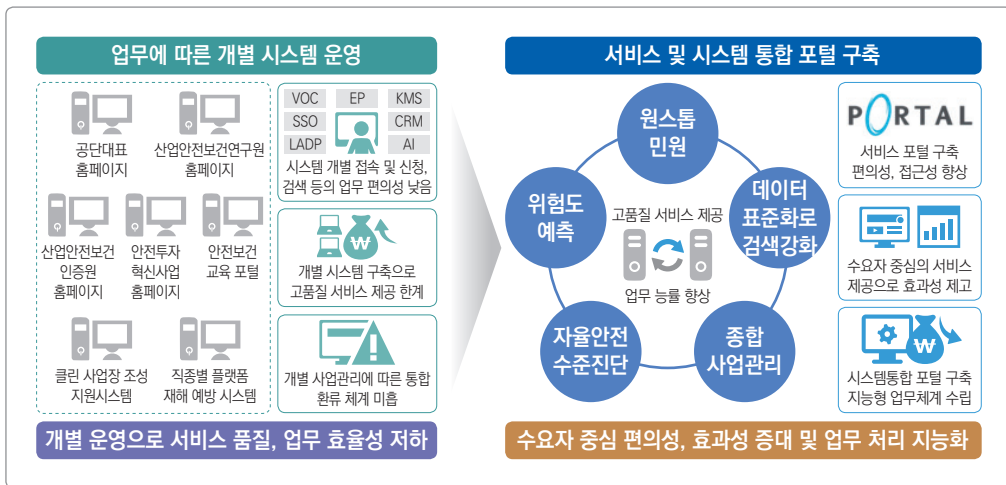 업무에 따른 개별 시스템 운영
공단대표
홈페이지
산업안전보건연구원
홈페이지
산업안전보건
인증원
홈페이지
안전투자
혁신사업
홈페이지
안전보건
교육 포털
클린 사업장 조성
지원시스템
직종별 플랫폼
재해 예방 시스템
VOC EP KMS
SSO CRM
LADP AI
시스템 개별 접속 및 신청,
검색 등의 업무 편의성 낮음
₩
개별 시스템 구축으로
고품질 서비스 제공 한계
개별 사업관리에 따른 통합
환류 체계 미흡
개별 운영으로 서비스 품질, 업무 효율성 저하
서비스 및 시스템 통합 포털 구축
원스톱
민원
위험도
예측
데이터
표준화로
검색강화
고품질 서비스 제공
업무 능률 향상
자율안전
수준진단
종합
사업관리
PORTAL
서비스 포털 구축
편의성, 접근성 향상
수요자 중심의 서비스
제공으로 효과성 제고
₩
시스템통합 포털 구축
지능형 업무체계 수립
수요자 중심 편의성, 효과성 증대 및 업무 처리 지능화